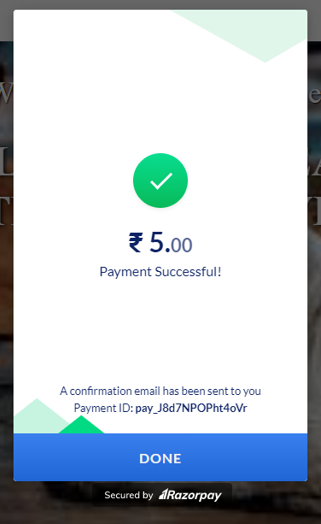 ₹ 5.00
Payment Successful!
A confirmation email has been sent to you
Payment ID: pay_J8d7NPOPht4oVr
DONE
Secured by Razorpay